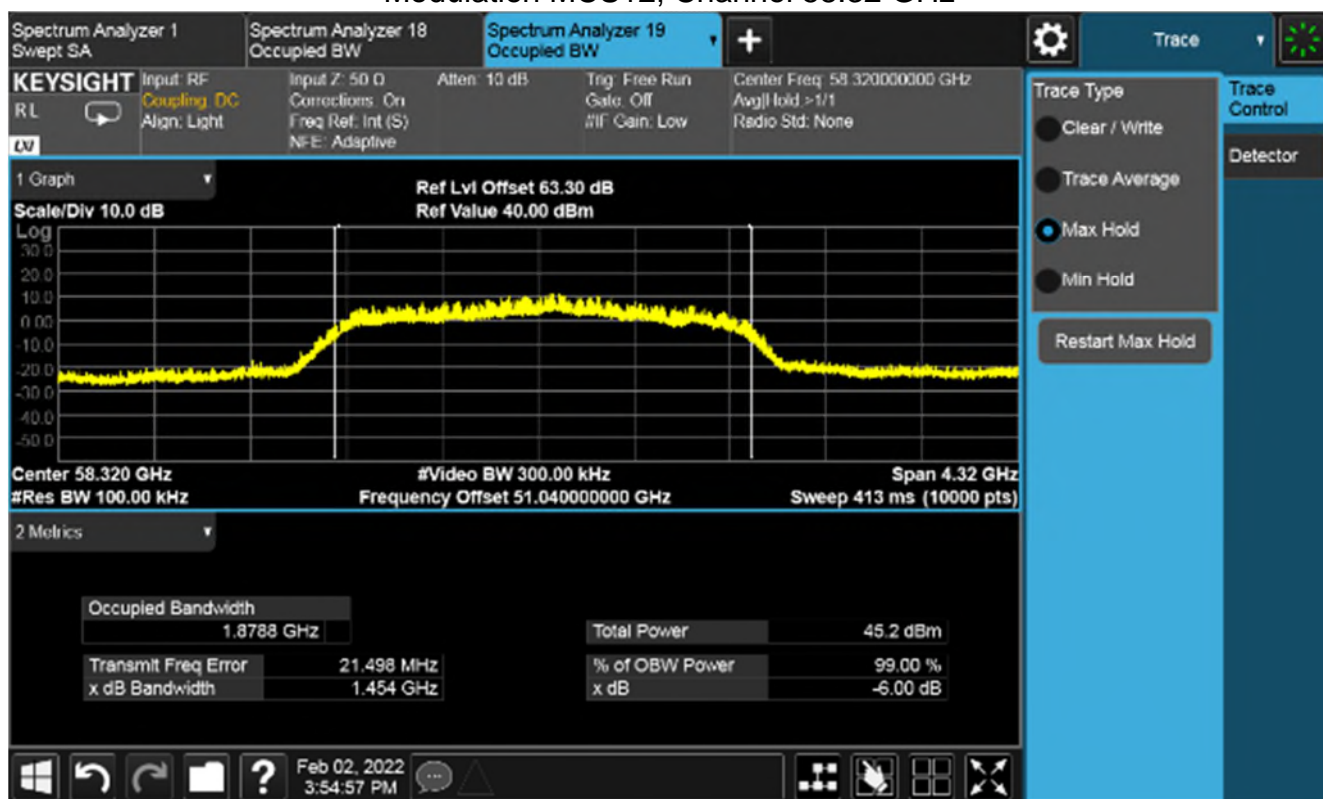 Spectrum Analyzer 1
Swept SA
Spectrum Analyzer 18
Occupied BW
Spectrum Analyzer 19
Occupied BW
Trace
KEYSIGHT
RL
LXI
Input: RF
Coupling: DC
Align: Light
Input Z: 50 Ω
Corrections: On
Freq Ref: Int (S)
NFE: Adaptive
Atten: 10 dB
Trig: Free Run
Gate: Off
#IF Gain: Low
Center Freq: 58.320000000 GHz
Avg|Hold:>1/1
Radio Std: None
Trace Type
Clear / Write
Trace Average
Max Hold
Min Hold
Restart Max Hold
Trace
Control
Detector
1 Graph
Scale/Div 10.0 dB
Ref Lvl Offset 63.30 dB
Ref Value 40.00 dBm
Log
30.0
20.0
10.0
0.00
-10.0
-20.0
-30.0
-40.0
-50.0
Center 58.320 GHz
#Video BW 300.00 kHz
Span 4.32 GHz
#Res BW 100.00 kHz
Frequency Offset 51.040000000 GHz
Sweep 413 ms (10000 pts)
2 Metrics
Occupied Bandwidth
1.8788 GHz
Total Power 45.2 dBm
Transmit Freq Error 21.498 MHz
% of OBW Power 99.00 %
x dB Bandwidth 1.454 GHz
x dB -6.00 dB
Feb 02, 2022
3:54:57 PM